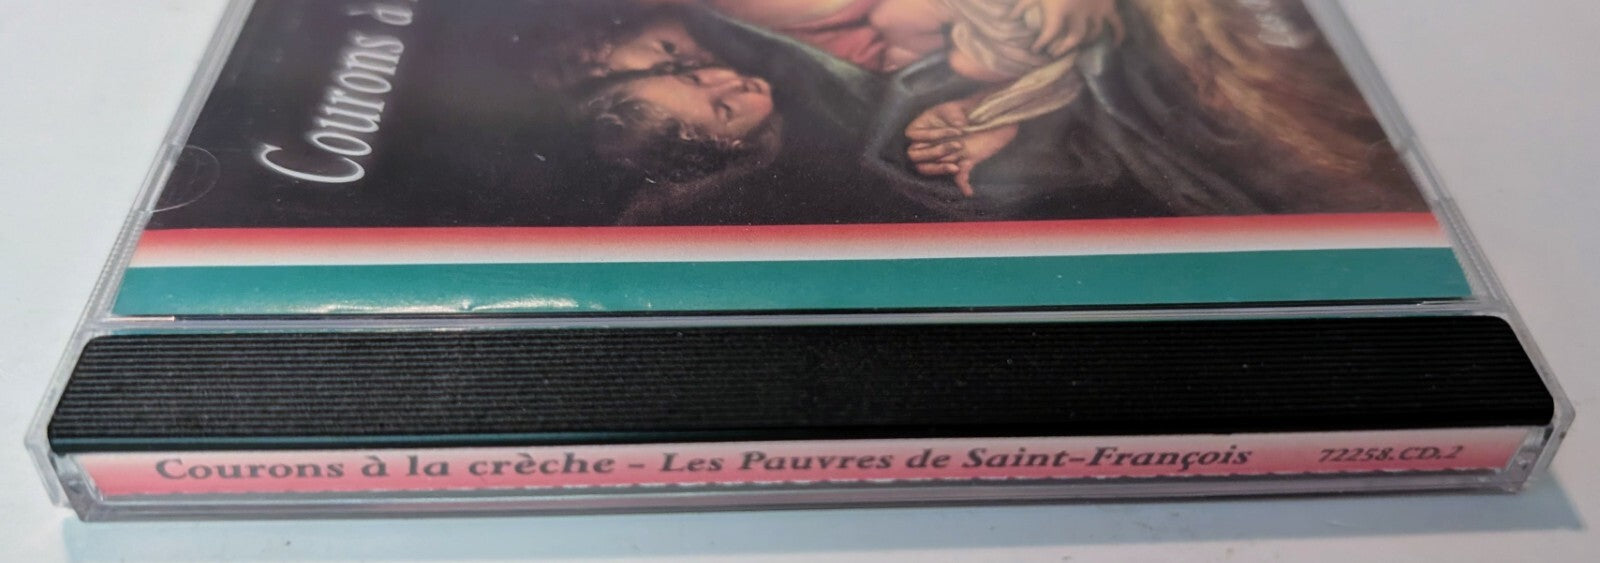 Courons à
Courons à la crèche - Les Pauvres de Saint-François 72258.CD.2